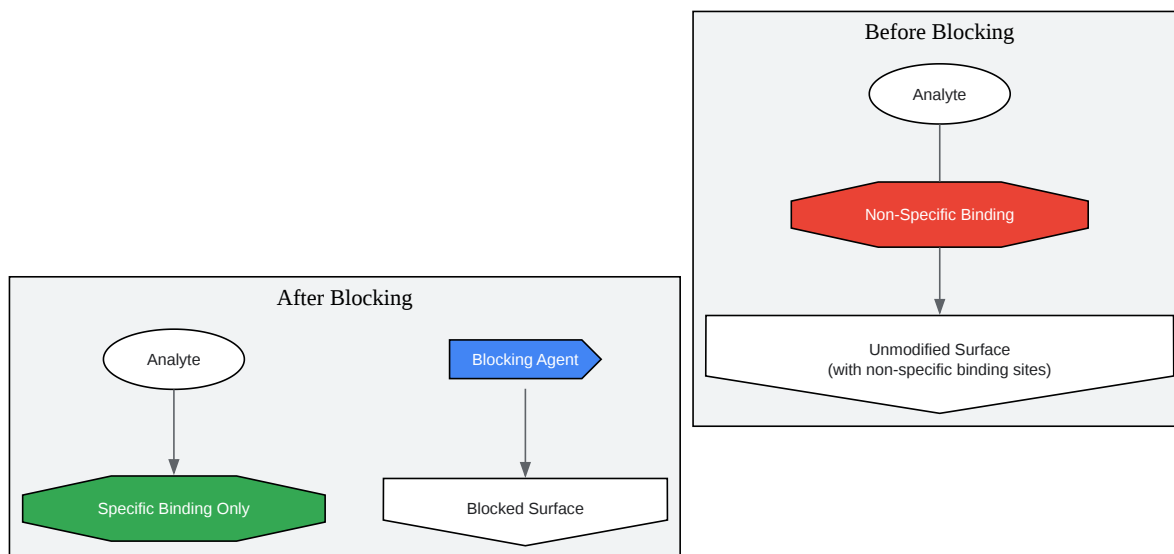 Before Blocking
Analyte
Non-Specific Binding
Unmodified Surface
(with non-specific binding sites)
After Blocking
Analyte
Blocking Agent
Specific Binding Only
Blocked Surface